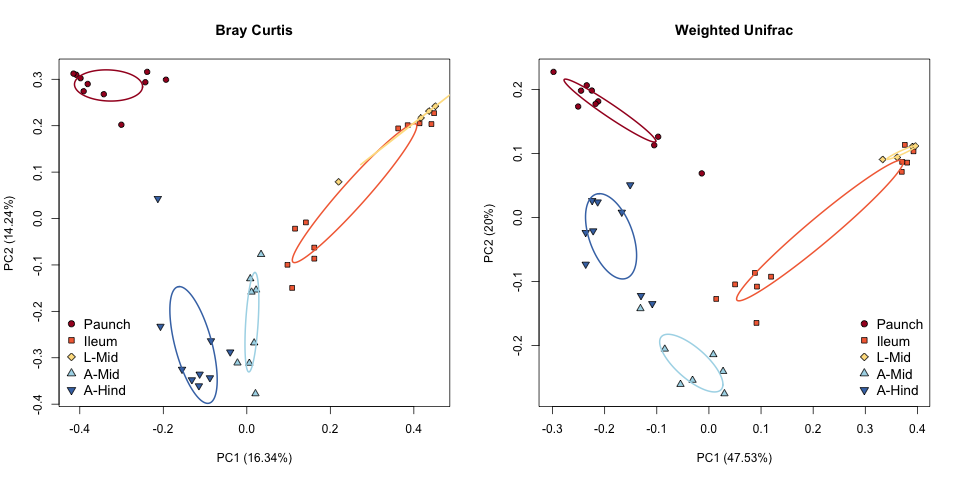 Bray Curtis
0.3
0.2
0.1
0.0
-0.1
-0.2
-0.3
-0.4
PC2 (14.24%)
Paunch
Ileum
L-Mid
A-Mid
A-Hind
-0.4
-0.2
0.0
0.2
0.4
PC1 (16.34%)
Weighted Unifrac
0.2
0.1
0.0
-0.1
-0.2
PC2 (20%)
Paunch
Ileum
L-Mid
A-Mid
A-Hind
-0.3
-0.2
-0.1
0.0
0.1
0.2
0.3
0.4
PC1 (47.53%)